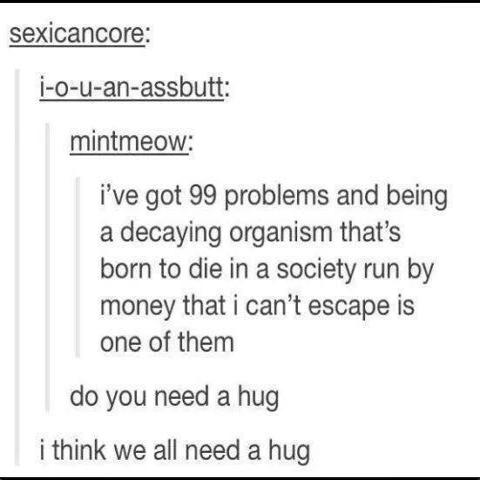 sexicancore:
i-o-u-an-assbutt:
mintmeow:
i've got 99 problems and being
a decaying organism that's
born to die in a society run by
money that i can't escape is
one of them
do you need a hug
i think we all need a hug